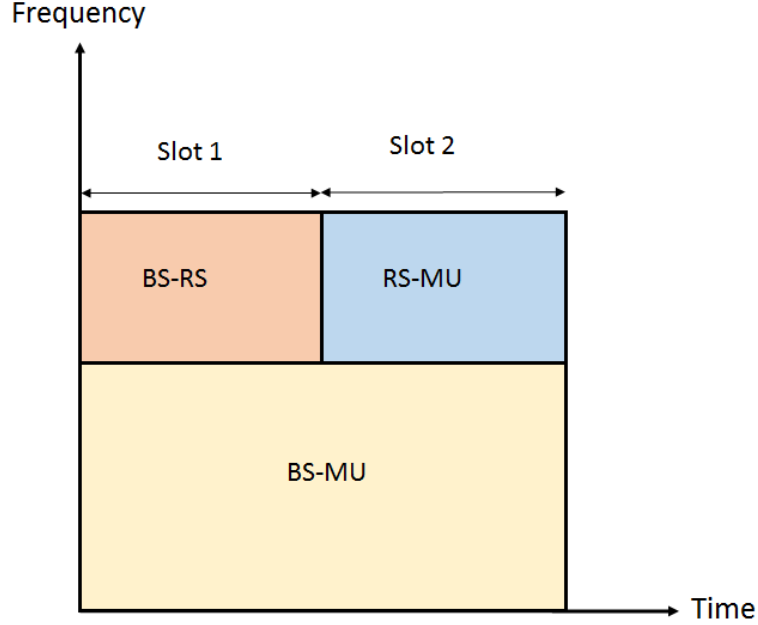 Frequency
Slot 1
Slot 2
BS-RS
RS-MU
BS-MU
Time